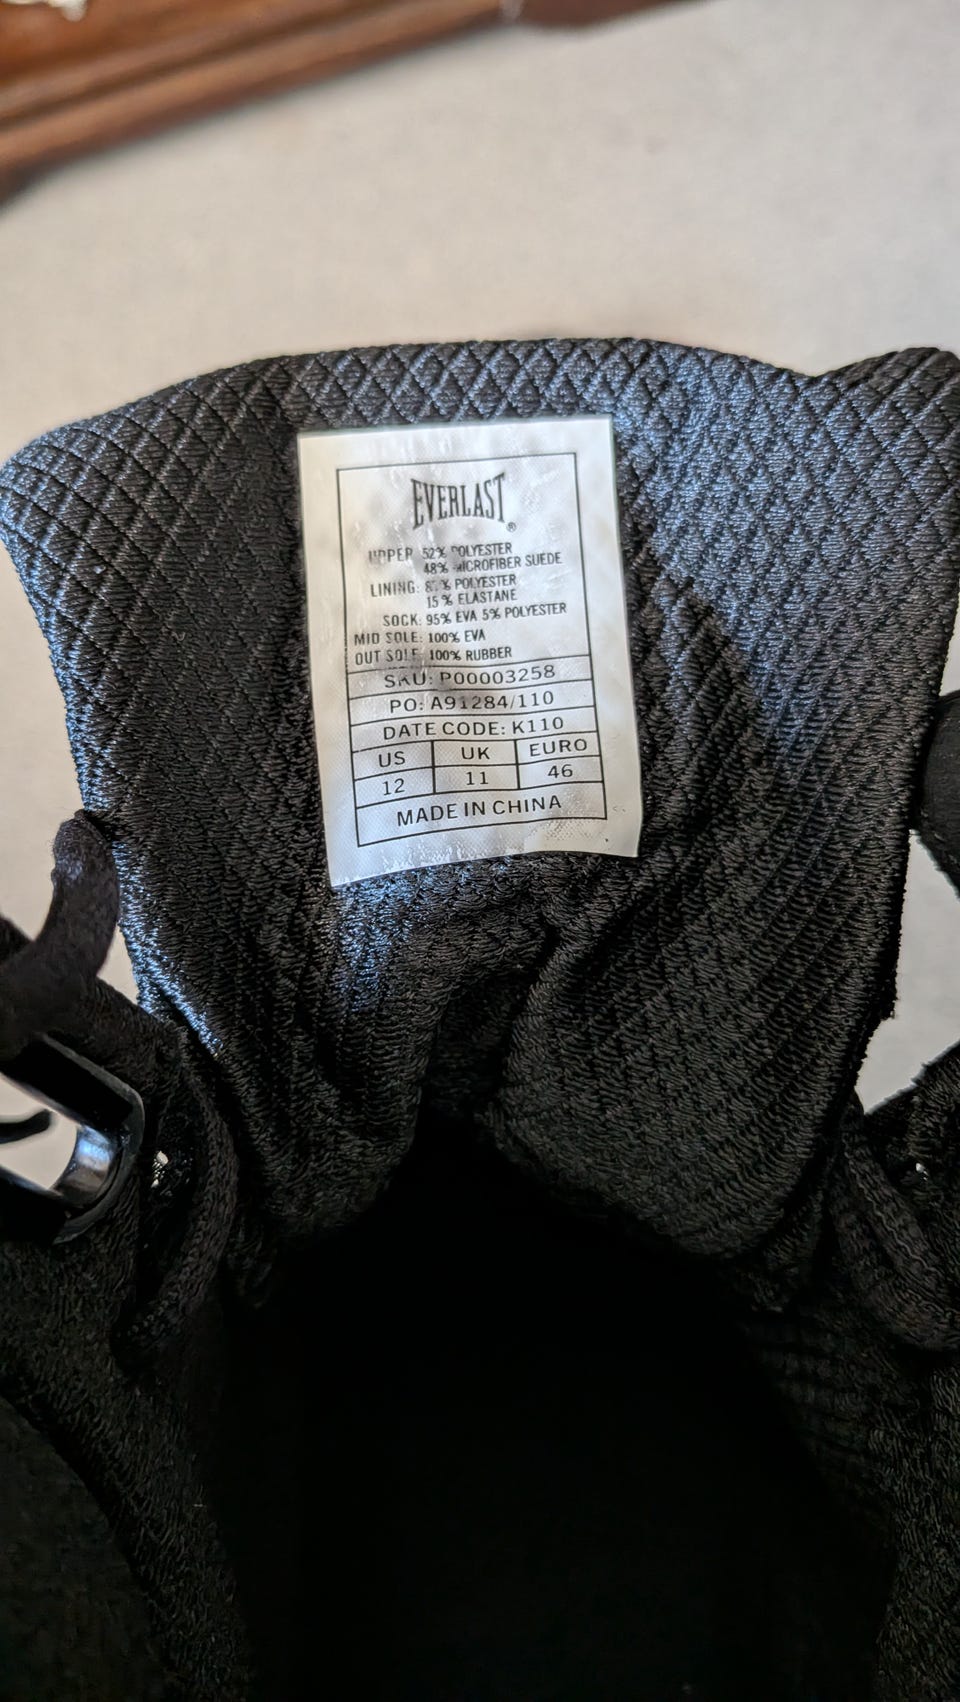 EVERLAST®
UPPER 52% POLYESTER
48% MICROFIBER SUEDE
LINING: % POLYESTER
15% ELASTANE
SOCK: 95% EVA 5% POLYESTER
MID SOLE: 100% EVA
OUT SOLE: 100% RUBBER
SKU: P00003258
PO: A91284/110
DATE CODE: K110
US UK EURO
12 11 46
MADE IN CHINA